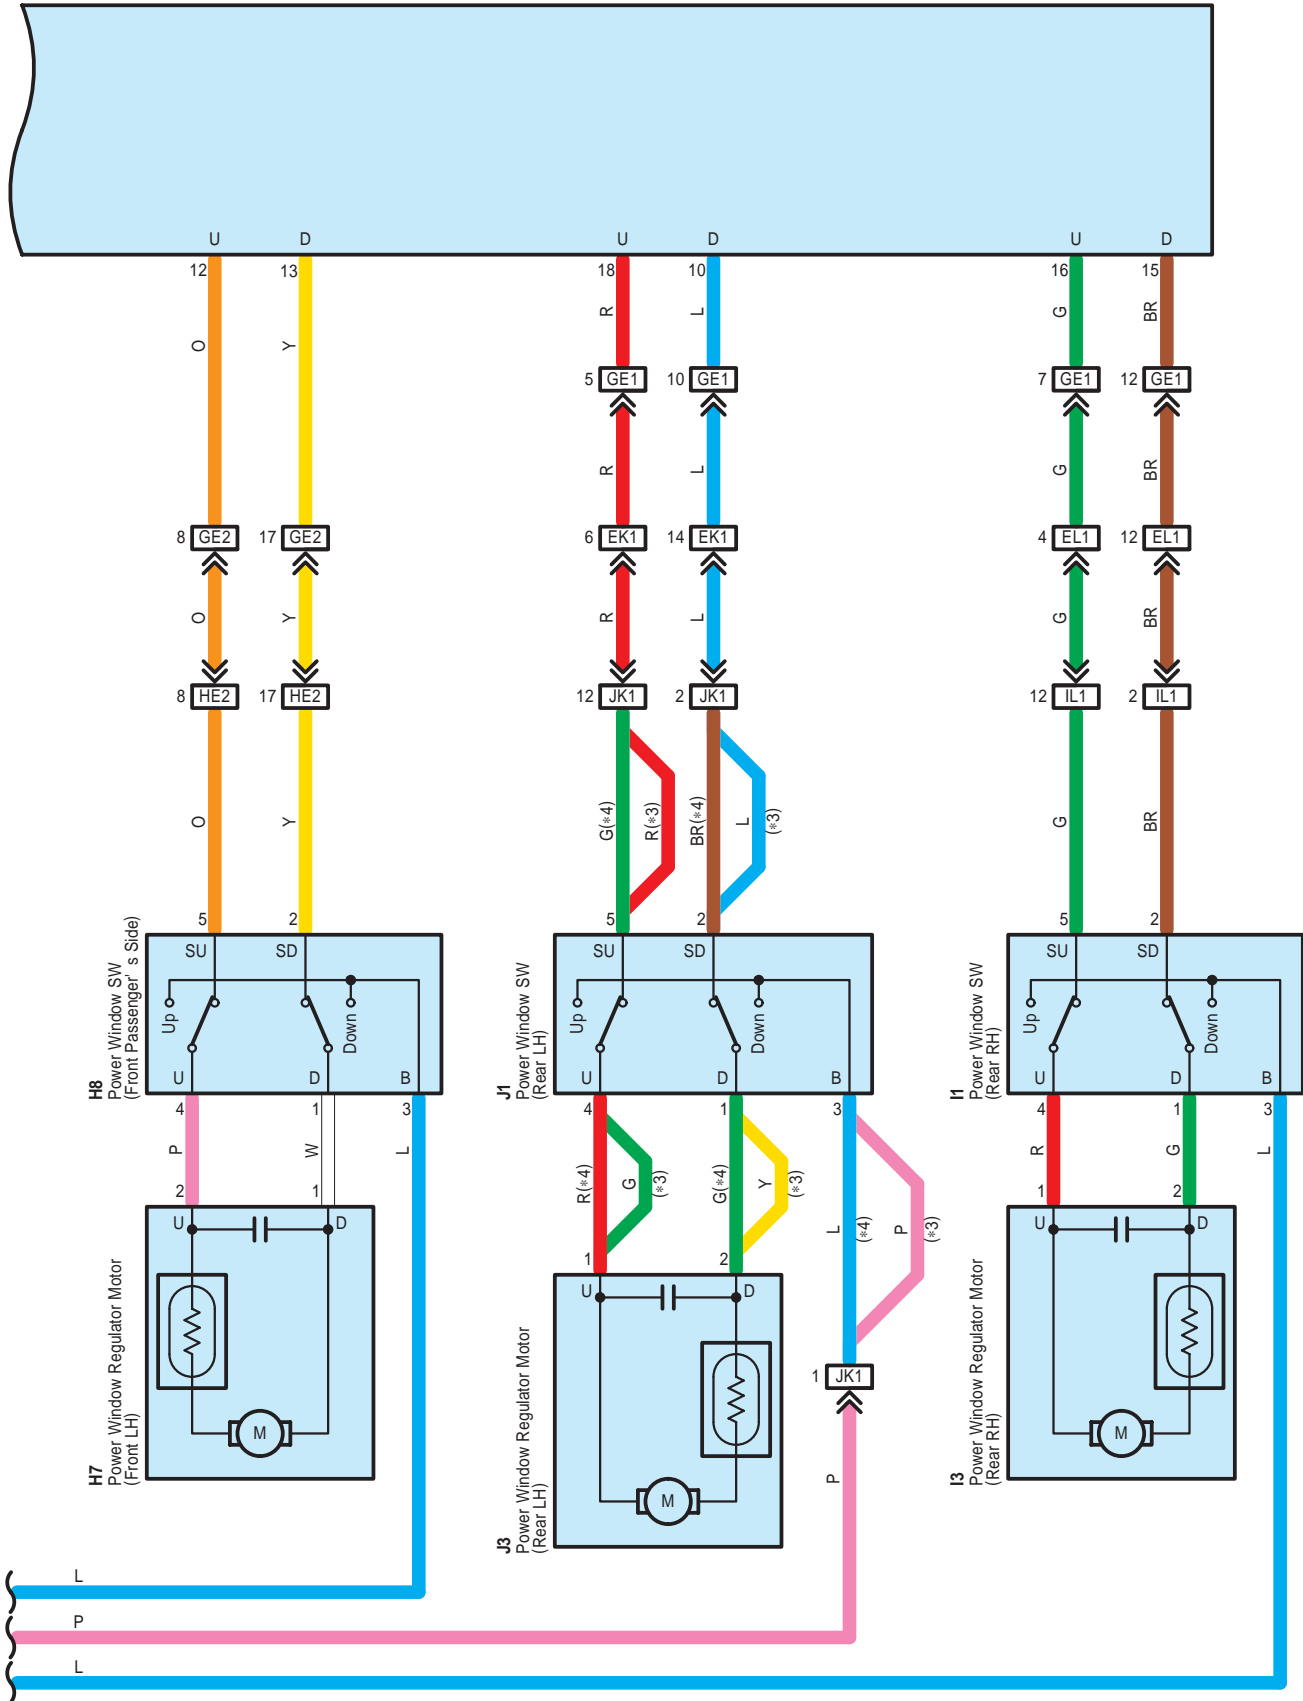 U D U D U D
12 13 18 10 16 15
O Y R L G BR
5 GE1 10 GE1 7 GE1 12 GE1
R L G BR
8 GE2 17 GE2 6 EK1 14 EK1 4 EL1 12 EL1
O Y R L G BR
8 HE2 17 HE2 12 JK1 2 JK1 12 IL1 2 IL1
O Y G(*4) R(*3) BR(*4) L (*3) G BR
5 2 5 2 5 2
H8
Power Window SW
(Front Passenger's Side)
SU SD
Up Down
U D B
J1
Power Window SW
(Rear LH)
SU SD
Up Down
U D B
I1
Power Window SW
(Rear RH)
SU SD
Up Down
U D B
4 1 3 4 1 3 4 1 3
P W L R(*4) G (*3) G(*4) Y (*3) L (*4) P (*3) R G L
2 1 1 2 1 2
H7
Power Window Regulator Motor
(Front LH)
U D
M
J3
Power Window Regulator Motor
(Rear LH)
U D
M
1 JK1
P
I3
Power Window Regulator Motor
(Rear RH)
U D
M
L
P
L